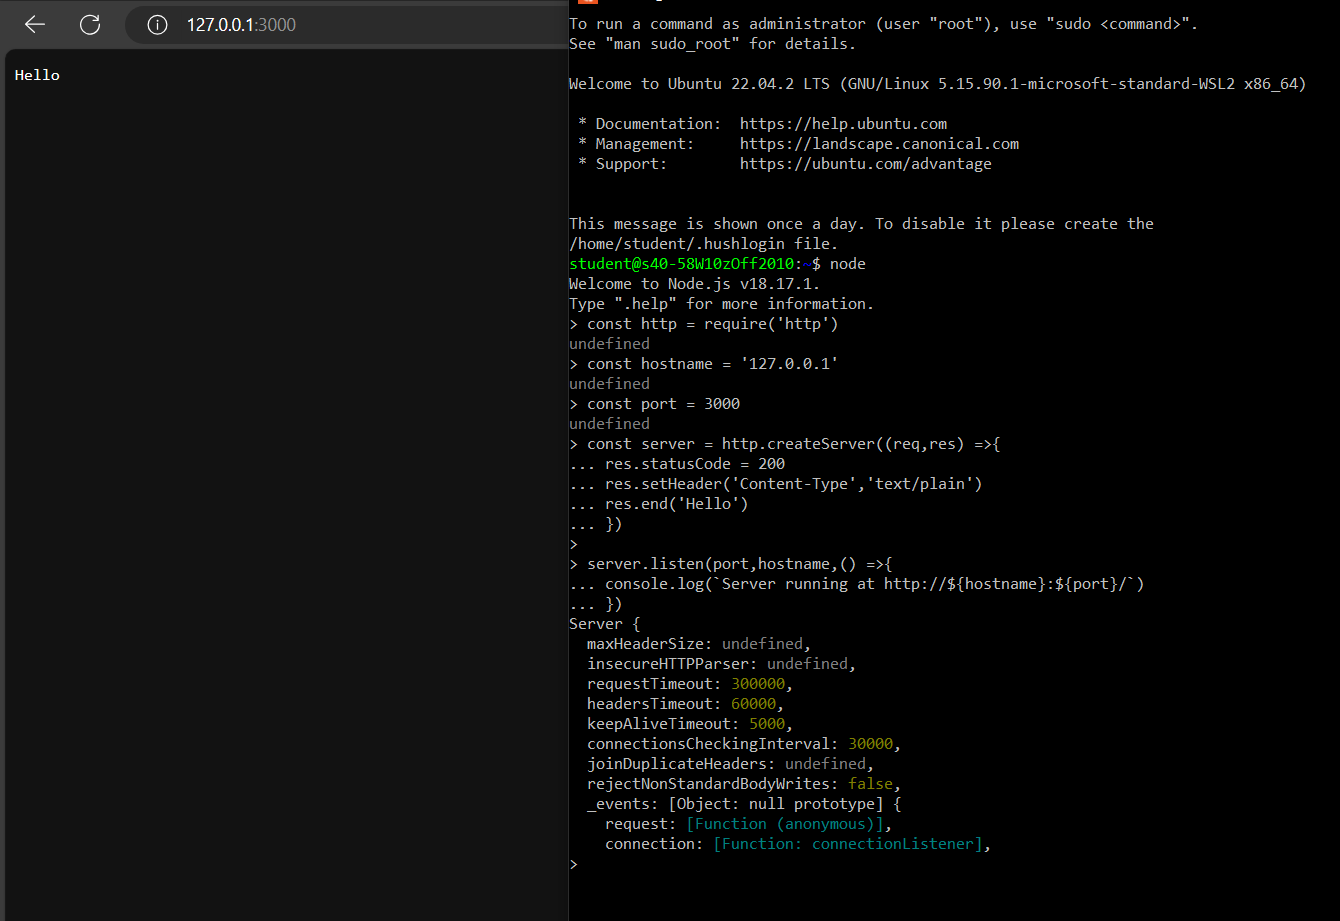 127.0.0.1:3000
Hello
To run a command as administrator (user "root"), use "sudo <command>".
See "man sudo_root" for details.
Welcome to Ubuntu 22.04.2 LTS (GNU/Linux 5.15.90.1-microsoft-standard-WSL2 x86_64)
 * Documentation:  https://help.ubuntu.com
 * Management:     https://landscape.canonical.com
 * Support:        https://ubuntu.com/advantage
This message is shown once a day. To disable it please create the
/home/student/.hushlogin file.
student@s40-58W10zOff2010:~$ node
Welcome to Node.js v18.17.1.
Type ".help" for more information.
> const http = require('http')
undefined
> const hostname = '127.0.0.1'
undefined
> const port = 3000
undefined
> const server = http.createServer((req,res) =>{
... res.statusCode = 200
... res.setHeader('Content-Type','text/plain')
... res.end('Hello')
... })
>
> server.listen(port,hostname,() =>{
... console.log(`Server running at http://${hostname}:${port}/`)
... })
Server {
  maxHeaderSize: undefined,
  insecureHTTPParser: undefined,
  requestTimeout: 300000,
  headersTimeout: 60000,
  keepAliveTimeout: 5000,
  connectionsCheckingInterval: 30000,
  joinDuplicateHeaders: undefined,
  rejectNonStandardBodyWrites: false,
  _events: [Object: null prototype] {
    request: [Function (anonymous)],
    connection: [Function: connectionListener],
>